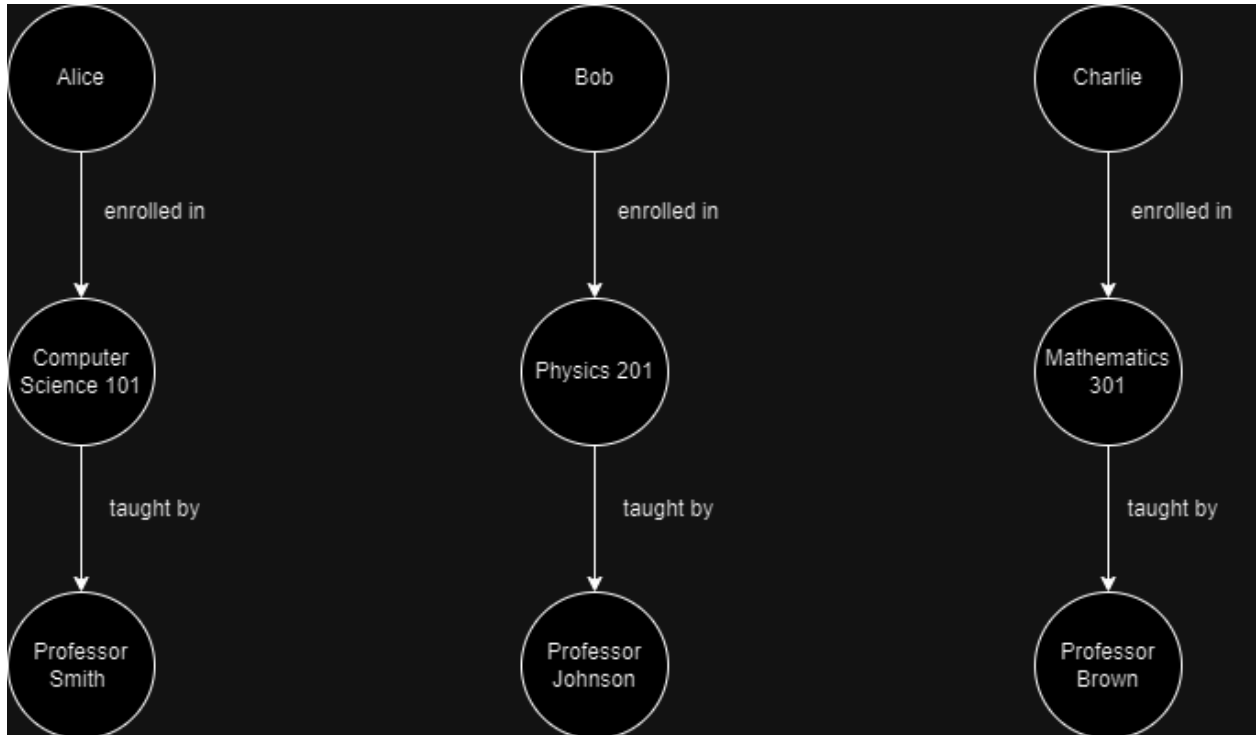 Alice
Bob
Charlie
enrolled in
enrolled in
enrolled in
Computer
Science 101
Physics 201
Mathematics
301
taught by
taught by
taught by
Professor
Smith
Professor
Johnson
Professor
Brown